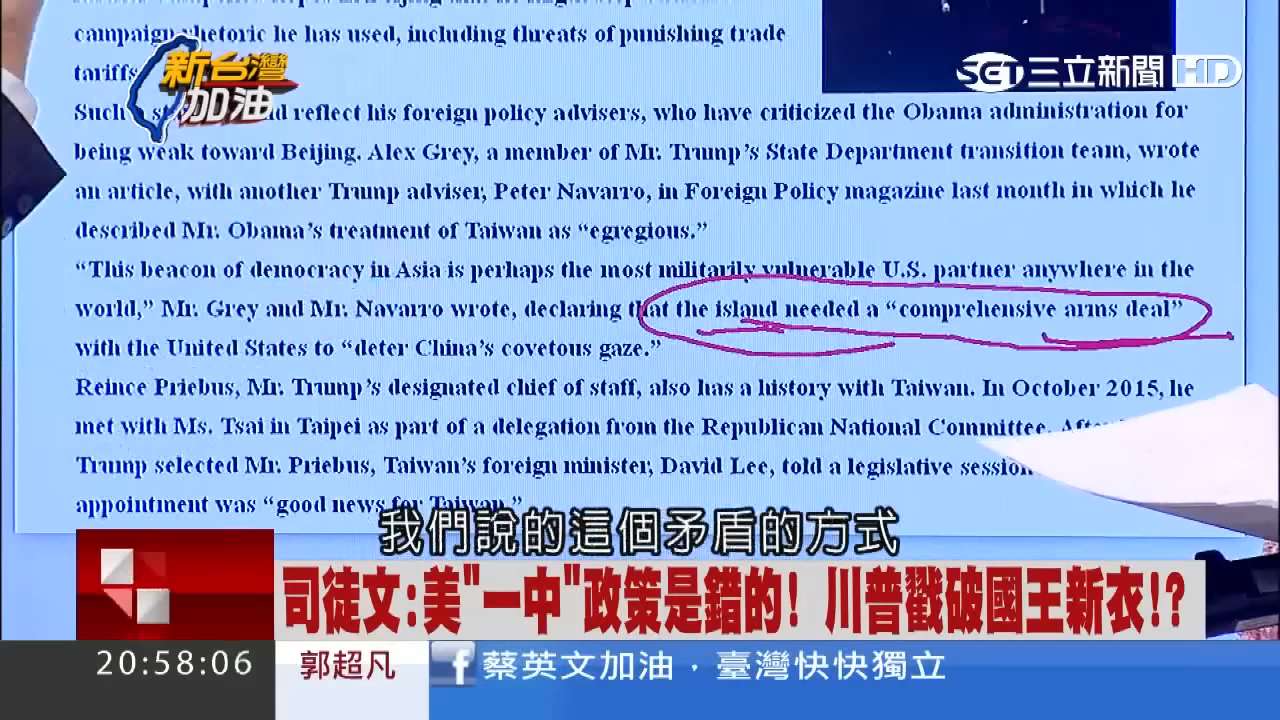 campaign rhetoric he has used, including threats of punishing trade
tariffs
新台灣
加油
SET三立新聞HD
Such reflect his foreign policy advisers, who have criticized the Obama administration for
being weak toward Beijing. Alex Grey, a member of Mr. Trump's State Department transition team, wrote
an article, with another Trump adviser, Peter Navarro, in Foreign Policy magazine last month in which he
described Mr. Obama's treatment of Taiwan as “egregious.”
“This beacon of democracy in Asia is perhaps the most militarily vulnerable U.S. partner anywhere in the
world,” Mr. Grey and Mr. Navarro wrote, declaring that the island needed a “comprehensive arms deal”
with the United States to “deter China's covetous gaze.”
Reince Priebus, Mr. Trump's designated chief of staff, also has a history with Taiwan. In October 2015, he
met with Ms. Tsai in Taipei as part of a delegation from the Republican National Committee.
Trump selected Mr. Priebus, Taiwan's foreign minister, David Lee, told a legislative session
appointment was “good news for Taiwan.”
我們說的這個矛盾的方式
司徒文:美"一中"政策是錯的! 川普戳破國王新衣!?
20:58:06 郭超凡 f 蔡英文加油，臺灣快快獨立